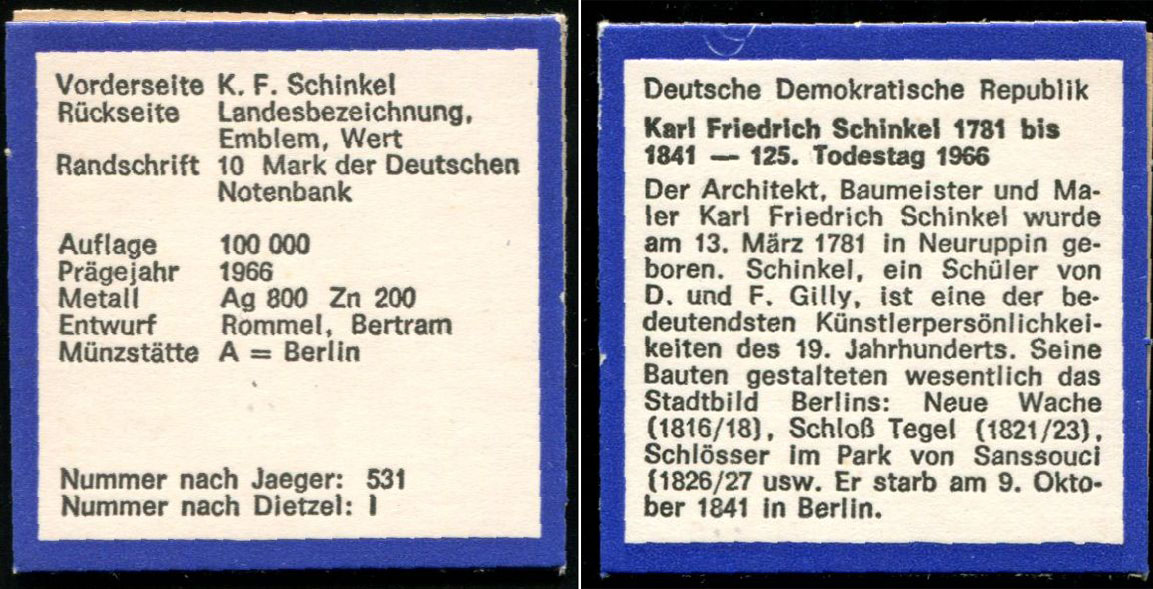 Vorderseite K. F. Schinkel
Rückseite Landesbezeichnung,
Emblem, Wert
Randschrift 10 Mark der Deutschen
Notenbank
Auflage 100 000
Prägejahr 1966
Metall Ag 800 Zn 200
Entwurf Rommel, Bertram
Münzstätte A = Berlin
Nummer nach Jaeger: 531
Nummer nach Dietzel: I
Deutsche Demokratische Republik
Karl Friedrich Schinkel 1781 bis
1841 — 125. Todestag 1966
Der Architekt, Baumeister und Ma-
ler Karl Friedrich Schinkel wurde
am 13. März 1781 in Neuruppin ge-
boren. Schinkel, ein Schüler von
D. und F. Gilly, ist eine der be-
deutendsten Künstlerpersönlichkei-
keiten des 19. Jahrhunderts. Seine
Bauten gestalteten wesentlich das
Stadtbild Berlins: Neue Wache
(1816/18), Schloß Tegel (1821/23),
Schlösser im Park von Sanssouci
(1826/27 usw. Er starb am 9. Okto-
ber 1841 in Berlin.